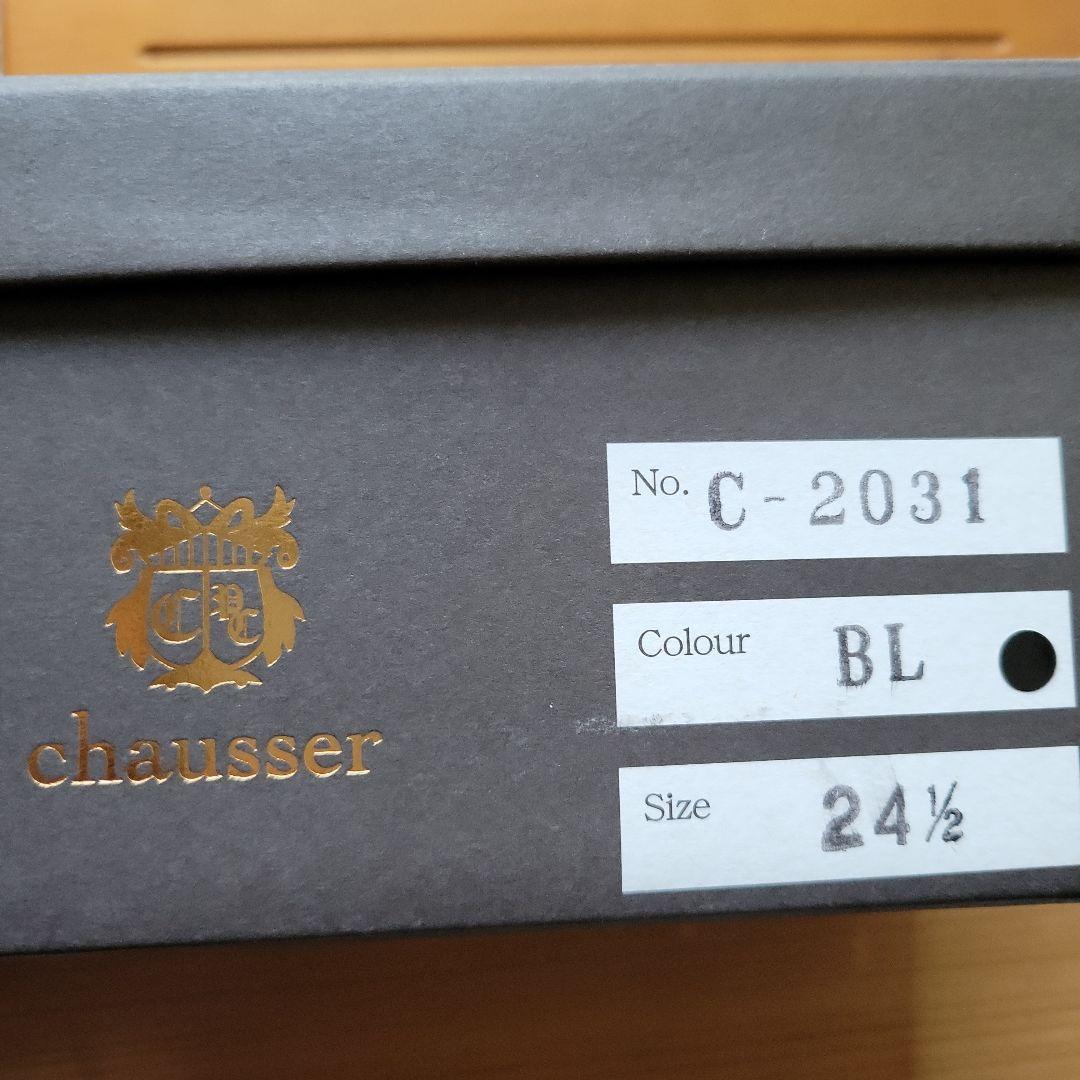 chausser
No. C-2031
Colour BL
Size 24½